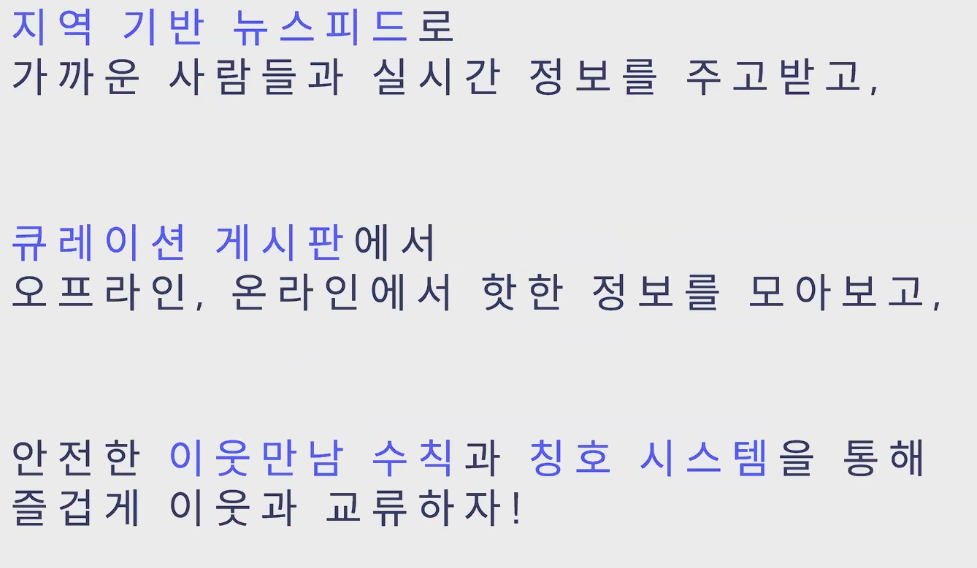 지역 기반 뉴스피드로
가까운 사람들과 실시간 정보를 주고받고,
큐레이션 게시판에서
오프라인, 온라인에서 핫한 정보를 모아보고,
안전한 이웃만남 수칙과 칭호 시스템을 통해
즐겁게 이웃과 교류하자!